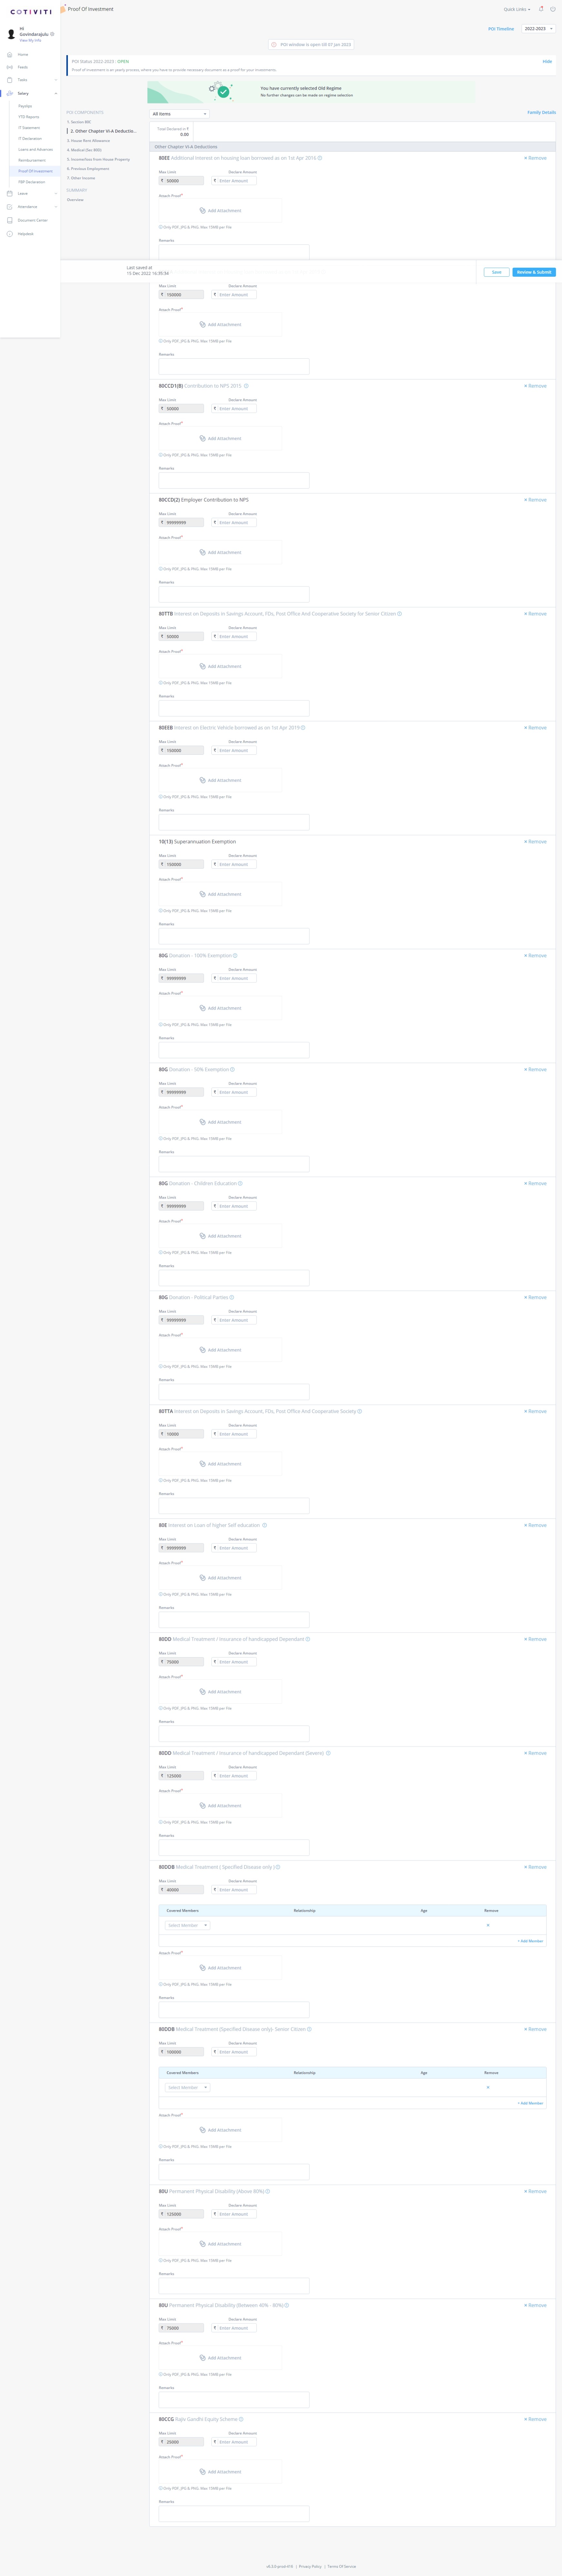 COTIVITI
Hi
Govindarajulu
View My Info
Home
Feeds
Tasks
Salary
Payslips
YTD Reports
IT Statement
IT Declaration
Loans and Advances
Reimbursement
Proof Of Investment
FBP Declaration
Leave
Attendance
Document Center
Helpdesk
Proof Of Investment
Quick Links
POI Timeline
2022-2023
POI window is open till 07 Jan 2023
POI Status 2022-2023 : OPEN
Hide
Proof of investment is an yearly process, where you have to provide necessary document as a proof for your investments.
You have currently selected Old Regime
No further changes can be made on regime selection
POI COMPONENTS
1. Section 80C
2. Other Chapter VI-A Deductio...
3. House Rent Allowance
4. Medical (Sec 80D)
5. Income/loss From House Property
6. Previous Employment
7. Other Income
SUMMARY
Overview
All Items
Family Details
Total Declared in ₹
0.00
Other Chapter VI-A Deductions
80EE Additional Interest on housing loan borrowed as on 1st Apr 2016
Remove
Max Limit
Declare Amount
₹ 50000
₹ Enter Amount
Attach Proof*
Add Attachment
Only PDF, JPG & PNG. Max 15MB per File
Remarks
Last saved at
15 Dec 2022
Save
Review & Submit
Max Limit
Declare Amount
₹ 150000
₹ Enter Amount
Attach Proof*
Add Attachment
Only PDF, JPG & PNG. Max 15MB per File
Remarks
80CCD1(B) Contribution to NPS 2015
Remove
Max Limit
Declare Amount
₹ 50000
₹ Enter Amount
Attach Proof*
Add Attachment
Only PDF, JPG & PNG. Max 15MB per File
Remarks
80CCD(2) Employer Contribution to NPS
Remove
Max Limit
Declare Amount
₹ 99999999
₹ Enter Amount
Attach Proof*
Add Attachment
Only PDF, JPG & PNG. Max 15MB per File
Remarks
80TTB Interest on Deposits in Savings Account, FDs, Post Office And Cooperative Society for Senior Citizen
Remove
Max Limit
Declare Amount
₹ 50000
₹ Enter Amount
Attach Proof*
Add Attachment
Only PDF, JPG & PNG. Max 15MB per File
Remarks
80EEB Interest on Electric Vehicle borrowed as on 1st Apr 2019
Remove
Max Limit
Declare Amount
₹ 150000
₹ Enter Amount
Attach Proof*
Add Attachment
Only PDF, JPG & PNG. Max 15MB per File
Remarks
10(13) Superannuation Exemption
Remove
Max Limit
Declare Amount
₹ 150000
₹ Enter Amount
Attach Proof*
Add Attachment
Only PDF, JPG & PNG. Max 15MB per File
Remarks
80G Donation - 100% Exemption
Remove
Max Limit
Declare Amount
₹ 99999999
₹ Enter Amount
Attach Proof*
Add Attachment
Only PDF, JPG & PNG. Max 15MB per File
Remarks
80G Donation - 50% Exemption
Remove
Max Limit
Declare Amount
₹ 99999999
₹ Enter Amount
Attach Proof*
Add Attachment
Only PDF, JPG & PNG. Max 15MB per File
Remarks
80G Donation - Children Education
Remove
Max Limit
Declare Amount
₹ 99999999
₹ Enter Amount
Attach Proof*
Add Attachment
Only PDF, JPG & PNG. Max 15MB per File
Remarks
80G Donation - Political Parties
Remove
Max Limit
Declare Amount
₹ 99999999
₹ Enter Amount
Attach Proof*
Add Attachment
Only PDF, JPG & PNG. Max 15MB per File
Remarks
80TTA Interest on Deposits in Savings Account, FDs, Post Office And Cooperative Society
Remove
Max Limit
Declare Amount
₹ 10000
₹ Enter Amount
Attach Proof*
Add Attachment
Only PDF, JPG & PNG. Max 15MB per File
Remarks
80E Interest on Loan of higher Self education
Remove
Max Limit
Declare Amount
₹ 99999999
₹ Enter Amount
Attach Proof*
Add Attachment
Only PDF, JPG & PNG. Max 15MB per File
Remarks
80DD Medical Treatment / Insurance of handicapped Dependant
Remove
Max Limit
Declare Amount
₹ 75000
₹ Enter Amount
Attach Proof*
Add Attachment
Only PDF, JPG & PNG. Max 15MB per File
Remarks
80DD Medical Treatment / Insurance of handicapped Dependant (Severe)
Remove
Max Limit
Declare Amount
₹ 125000
₹ Enter Amount
Attach Proof*
Add Attachment
Only PDF, JPG & PNG. Max 15MB per File
Remarks
80DDB Medical Treatment ( Specified Disease only )
Remove
Max Limit
Declare Amount
₹ 40000
₹ Enter Amount
Covered Members
Relationship
Age
Remove
Select Member
+ Add Member
Attach Proof*
Add Attachment
Only PDF, JPG & PNG. Max 15MB per File
Remarks
80DDB Medical Treatment (Specified Disease only)- Senior Citizen
Remove
Max Limit
Declare Amount
₹ 100000
₹ Enter Amount
Covered Members
Relationship
Age
Remove
Select Member
+ Add Member
Attach Proof*
Add Attachment
Only PDF, JPG & PNG. Max 15MB per File
Remarks
80U Permanent Physical Disability (Above 80%)
Remove
Max Limit
Declare Amount
₹ 125000
₹ Enter Amount
Attach Proof*
Add Attachment
Only PDF, JPG & PNG. Max 15MB per File
Remarks
80U Permanent Physical Disability (Between 40% - 80%)
Remove
Max Limit
Declare Amount
₹ 75000
₹ Enter Amount
Attach Proof*
Add Attachment
Only PDF, JPG & PNG. Max 15MB per File
Remarks
80CCG Rajiv Gandhi Equity Scheme
Remove
Max Limit
Declare Amount
₹ 25000
₹ Enter Amount
Attach Proof*
Add Attachment
Only PDF, JPG & PNG. Max 15MB per File
Remarks
Privacy Policy | Terms Of Service